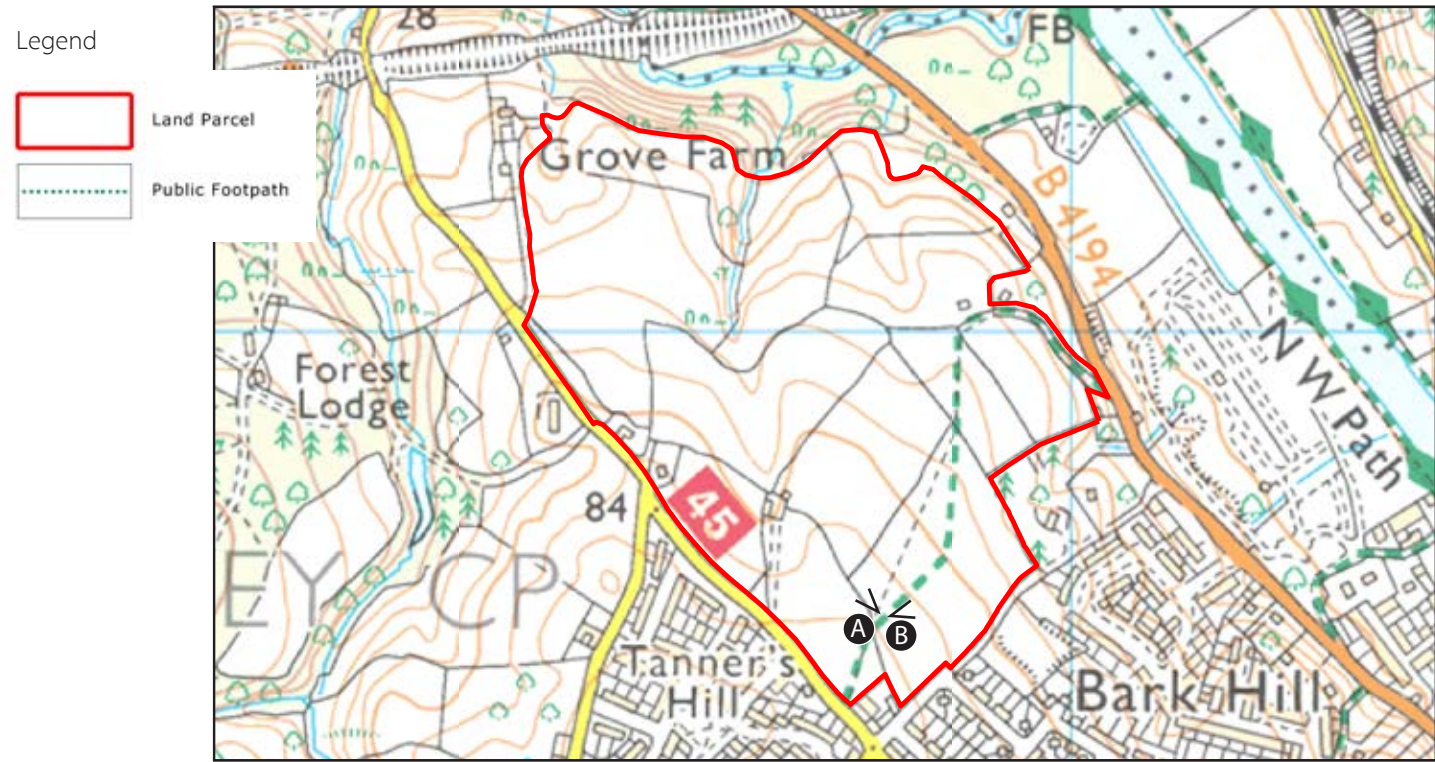 Legend
Land Parcel
Public Footpath
28
FB
Grove Farm
B 4194
N W Path
Forest
Lodge
45
84
EY CP
A B
Tanner's
Hill
Bark Hill